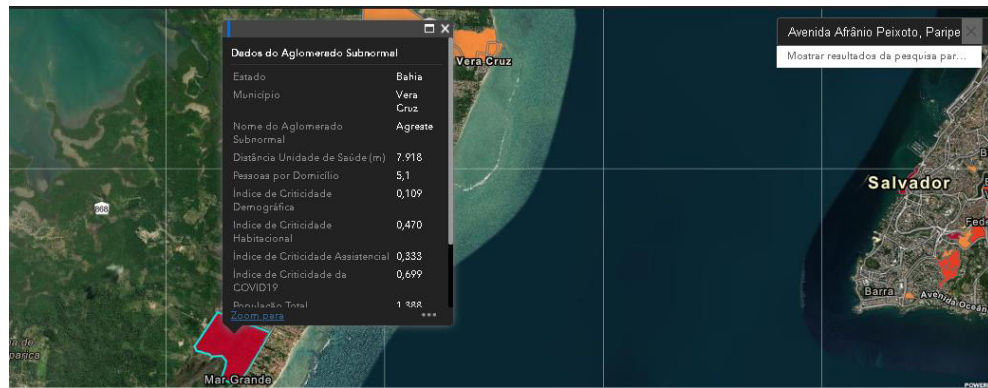 Dados do Aglomerado Subnormal
Estado Bahia
Município Vera Cruz
Nome do Aglomerado Subnormal Agreste
Distância Unidade de Saúde (m) 7.918
Pessoas por Domicílio 5,1
Índice de Criticidade Demográfica 0,109
Índice de Criticidade Habitacional 0,470
Índice de Criticidade Assistencial 0,333
Índice de Criticidade da COVID19 0,699
População Total 1.388
Zoom para
Vera Cruz
868
Mar Grande
Avenida Afrânio Peixoto, Paripe
Mostrar resultados da pesquisa par...
Salvador
Fede
Barra
Avenida Oceân
POWERE